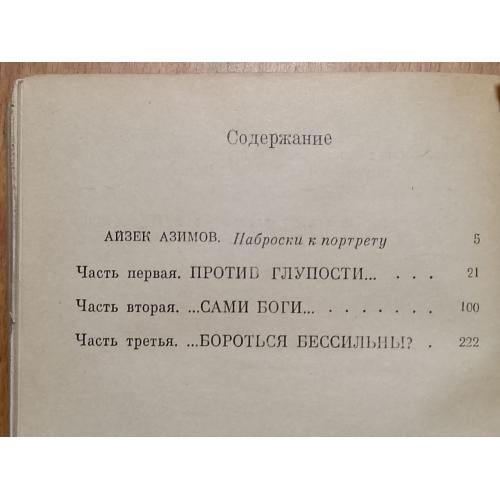 Содержание
АЙЗЕК АЗИМОВ. Наброски к портрету 5
Часть первая. ПРОТИВ ГЛУПОСТИ... . . . 21
Часть вторая. ...САМИ БОГИ... . . . . . . . 100
Часть третья. ...БОРОТЬСЯ БЕССИЛЬНЫ? . 222